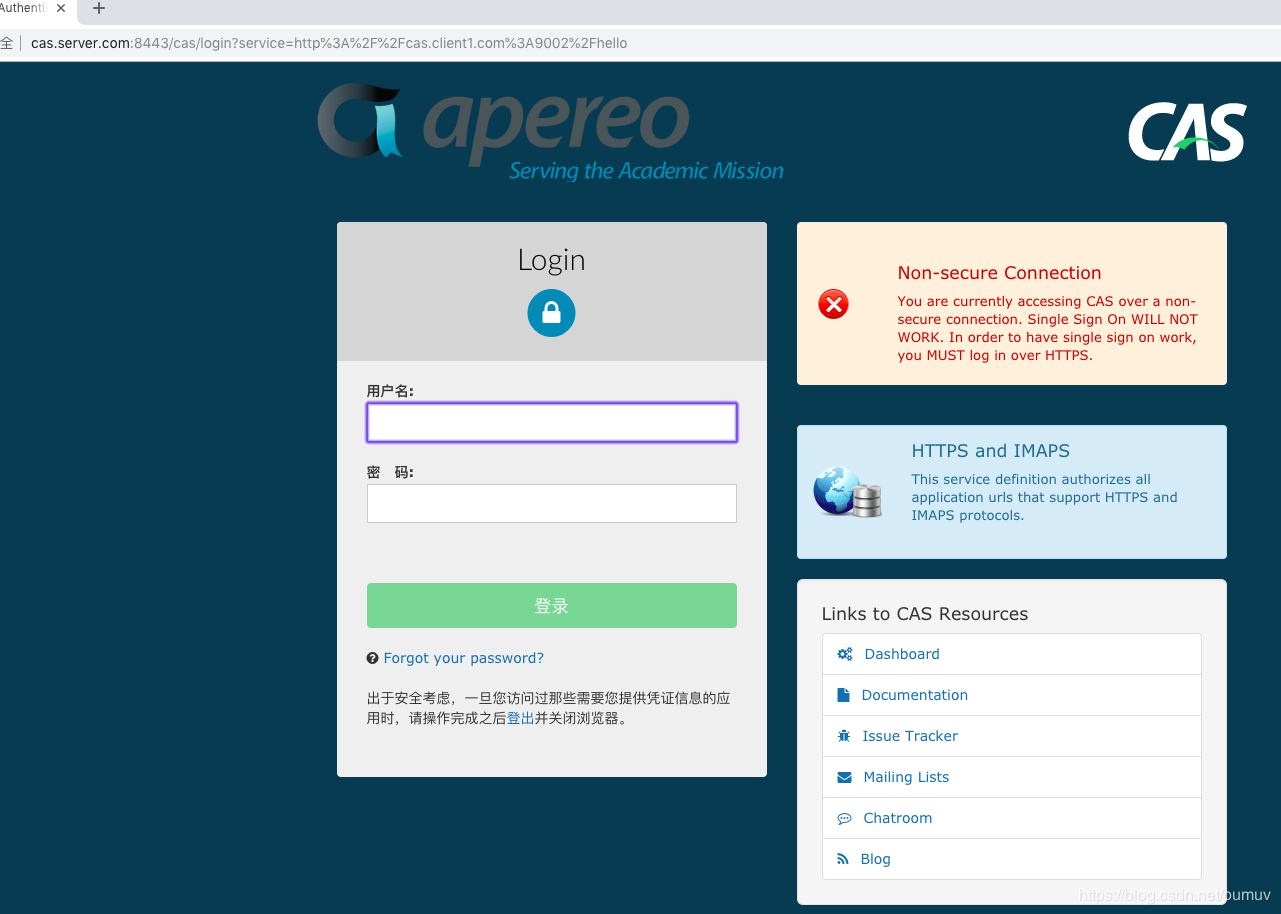 Authenti
全 cas.server.com:8443/cas/login?service=http%3A%2F%2Fcas.client1.com%3A9002%2Fhello
apereo
Serving the Academic Mission
CAS
Login
用户名:
密 码:
登录
Forgot your password?
出于安全考虑，一旦您访问过那些需要您提供凭证信息的应
用时，请操作完成之后登出并关闭浏览器。
Non-secure Connection
You are currently accessing CAS over a non-
secure connection. Single Sign On WILL NOT
WORK. In order to have single sign on work,
you MUST log in over HTTPS.
HTTPS and IMAPS
This service definition authorizes all
application urls that support HTTPS and
IMAPS protocols.
Links to CAS Resources
Dashboard
Documentation
Issue Tracker
Mailing Lists
Chatroom
Blog
https://blog.csdn.net/oumuv